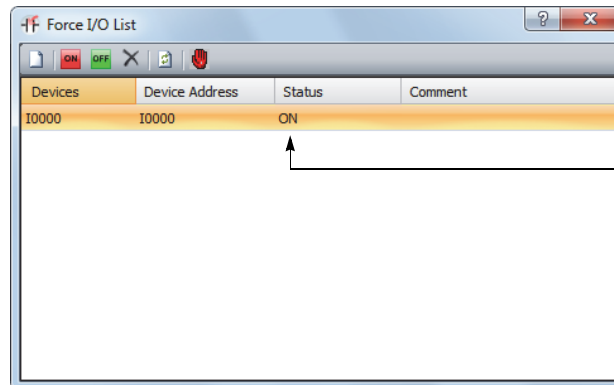 Force I/O List
ON OFF
Devices Device Address Status Comment
I0000 I0000 ON